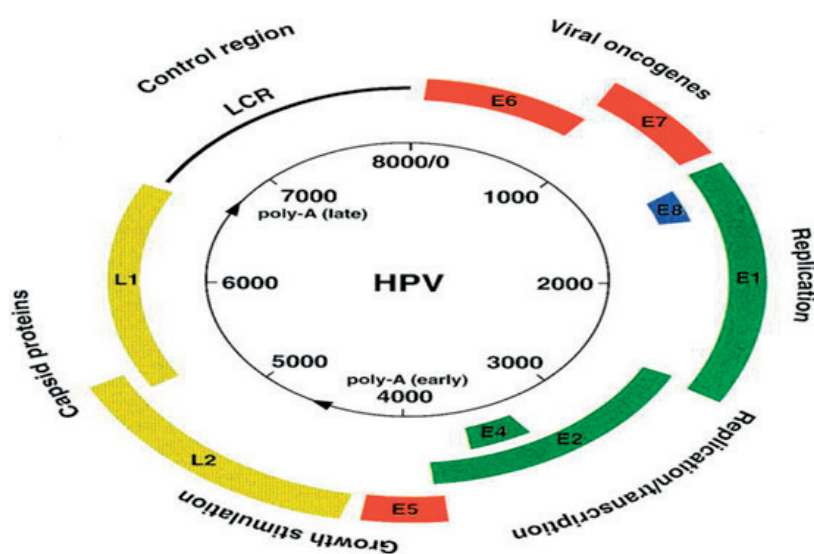 Control region
Viral oncogenes
LCR
E6
E7
8000/0
7000
1000
poly-A (late)
E8
L1
6000
HPV
2000
E1
Replication
Capsid proteins
5000
3000
poly-A (early)
4000
E4
E2
Replication/transcription
L2
E5
Growth stimulation